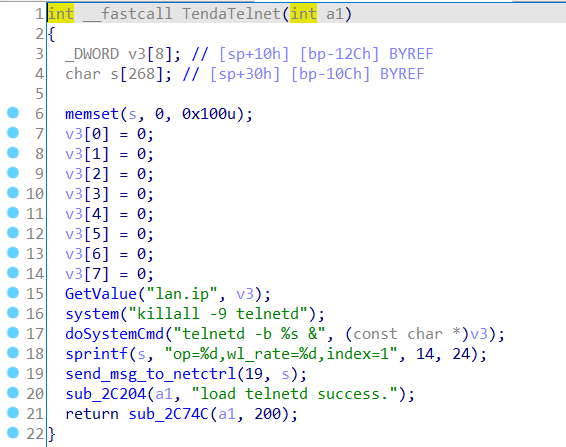 1 int __fastcall TendaTelnet(int a1)
2 {
3 _DWORD v3[8]; // [sp+10h] [bp-12Ch] BYREF
4 char s[268]; // [sp+30h] [bp-10Ch] BYREF
5
6 memset(s, 0, 0x100u);
7 v3[0] = 0;
8 v3[1] = 0;
9 v3[2] = 0;
10 v3[3] = 0;
11 v3[4] = 0;
12 v3[5] = 0;
13 v3[6] = 0;
14 v3[7] = 0;
15 GetValue("lan.ip", v3);
16 system("killall -9 telnetd");
17 doSystemCmd("telnetd -b %s &", (const char *)v3);
18 sprintf(s, "op=%d,wl_rate=%d,index=1", 14, 24);
19 send_msg_to_netctrl(19, s);
20 sub_2C204(a1, "load telnetd success.");
21 return sub_2C74C(a1, 200);
22 }